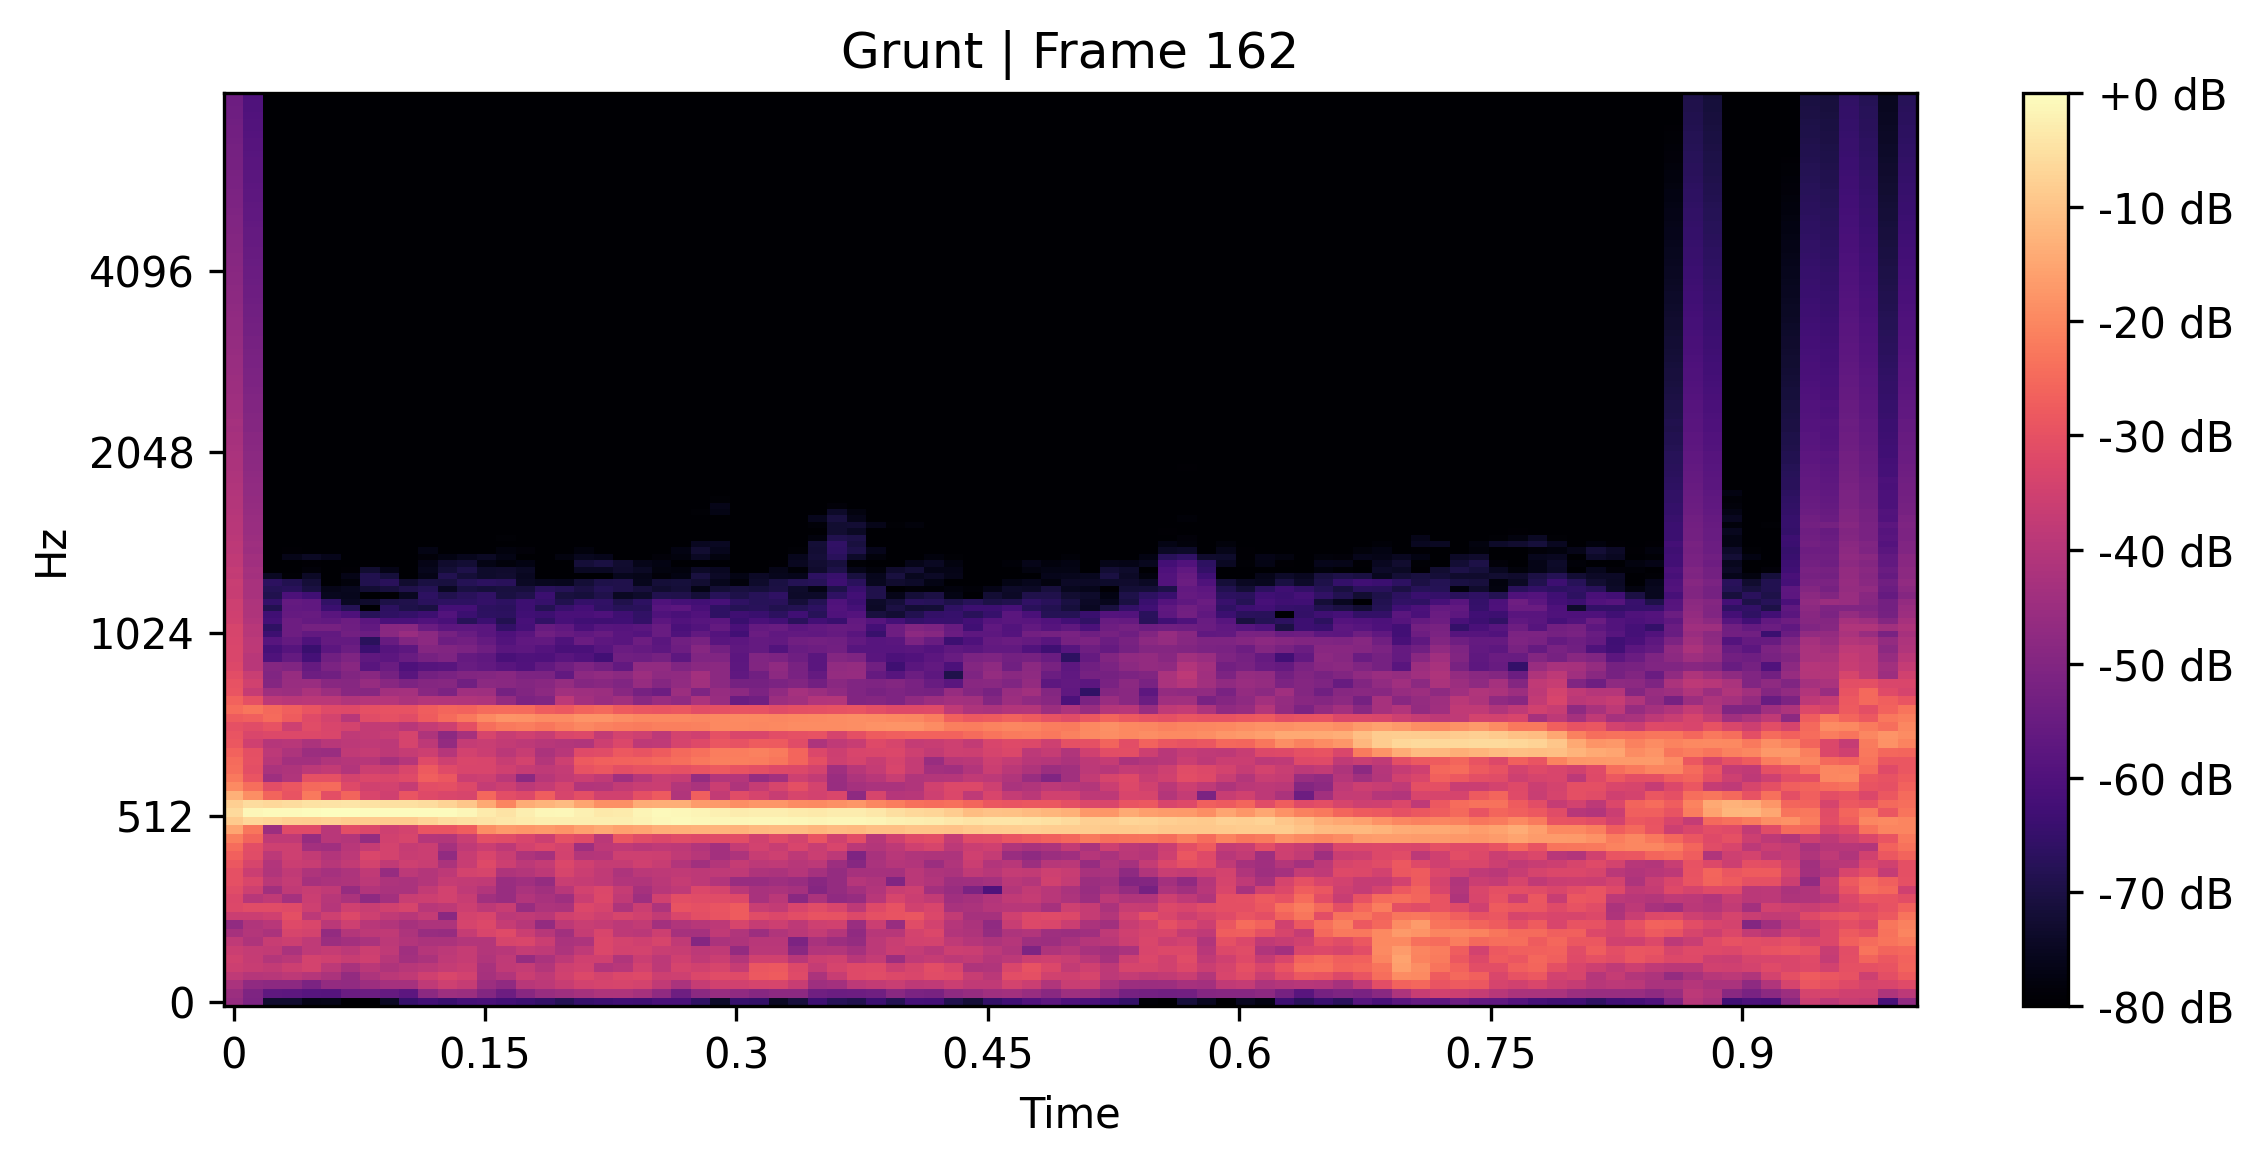 Grunt | Frame 162
+0 dB
-10 dB
-20 dB
-30 dB
-40 dB
-50 dB
-60 dB
-70 dB
-80 dB
Hz
4096
2048
1024
512
0
0 0.15 0.3 0.45 0.6 0.75 0.9
Time